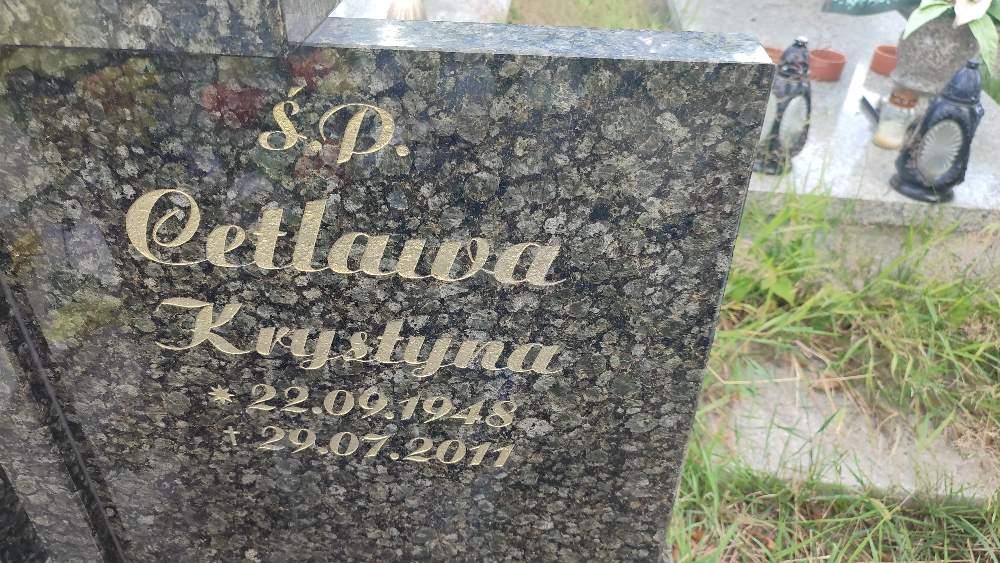 Ś.P.
Cetlawa
Krystyna
* 22.09.1948
† 29.07.2011